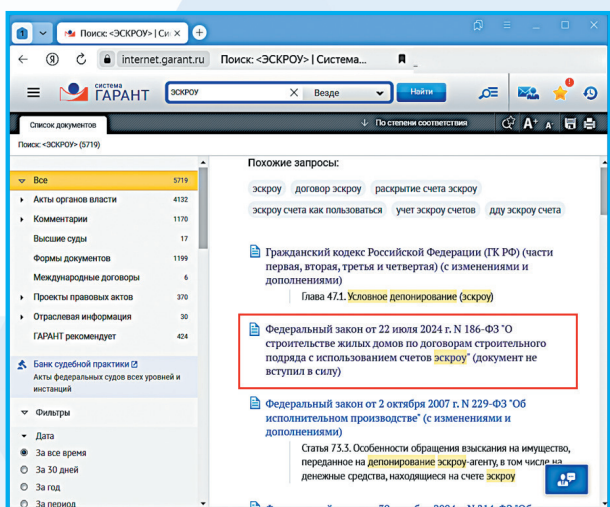 1
Поиск: <ЭСКРОУ> | Си
internet.garant.ru
Поиск: <ЭСКРОУ> | Система...
система
ГАРАНТ
ЭСКРОУ
Везде
Найти
Список документов
По степени соответствия
A+ A-
Поиск: <ЭСКРОУ> (5719)
Все 5719
Акты органов власти 4132
Комментарии 1170
Высшие суды 17
Формы документов 1199
Международные договоры 6
Проекты правовых актов 370
Отраслевая информация 30
ГАРАНТ рекомендует 424
Банк судебной практики
Акты федеральных судов всех уровней и
инстанций
Фильтры
Дата
За все время
За 30 дней
За год
За период
Похожие запросы:
эскроу договор эскроу раскрытие счета эскроу
эскроу счета как пользоваться учет эскроу счетов дду эскроу счета
Гражданский кодекс Российской Федерации (ГК РФ) (части
первая, вторая, третья и четвертая) (с изменениями и
дополнениями)
Глава 47.1. Условное депонирование (эскроу)
Федеральный закон от 22 июля 2024 г. N 186-ФЗ "О
строительстве жилых домов по договорам строительного
подряда с использованием счетов эскроу" (документ не
вступил в силу)
Федеральный закон от 2 октября 2007 г. N 229-ФЗ "Об
исполнительном производстве" (с изменениями и
дополнениями)
Статья 73.3. Особенности обращения взыскания на имущество,
переданное на депонирование эскроу-агенту, в том числе на
денежные средства, находящиеся на счете эскроу